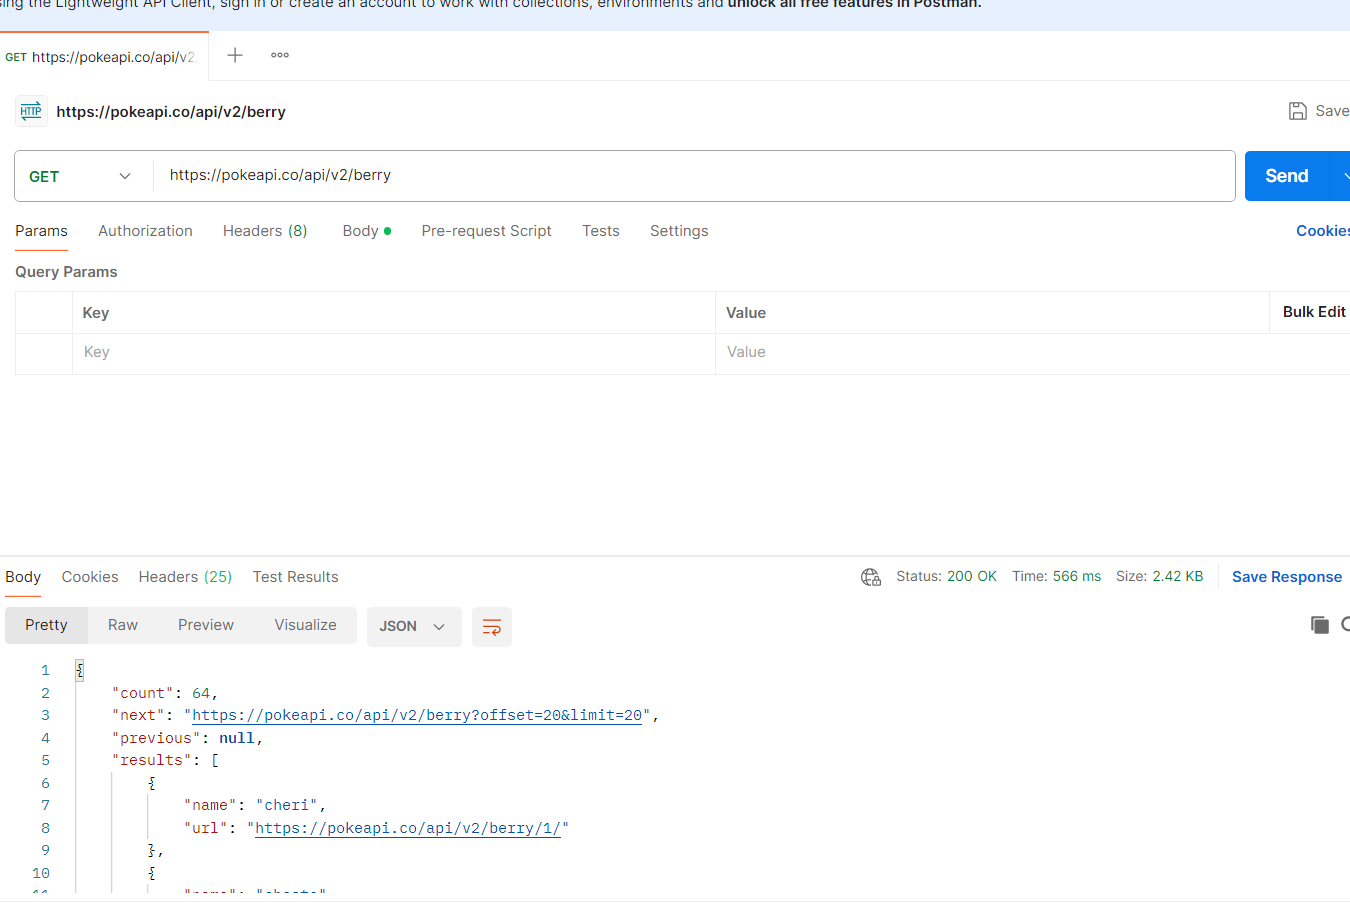 the Lightweight API Client, sign in or create an account to work with collections, environments and unlock all free features in Postman.
GET https://pokeapi.co/api/v2
HTTP https://pokeapi.co/api/v2/berry
Save
GET https://pokeapi.co/api/v2/berry
Send
Params Authorization Headers (8) Body Pre-request Script Tests Settings Cookies
Query Params
Key Value Bulk Edit
Key Value
Body Cookies Headers (25) Test Results Status: 200 OK Time: 566 ms Size: 2.42 KB Save Response
Pretty Raw Preview Visualize JSON
1 {
2 "count": 64,
3 "next": "https://pokeapi.co/api/v2/berry?offset=20&limit=20",
4 "previous": null,
5 "results": [
6 {
7 "name": "cheri",
8 "url": "https://pokeapi.co/api/v2/berry/1/"
9 },
10 {